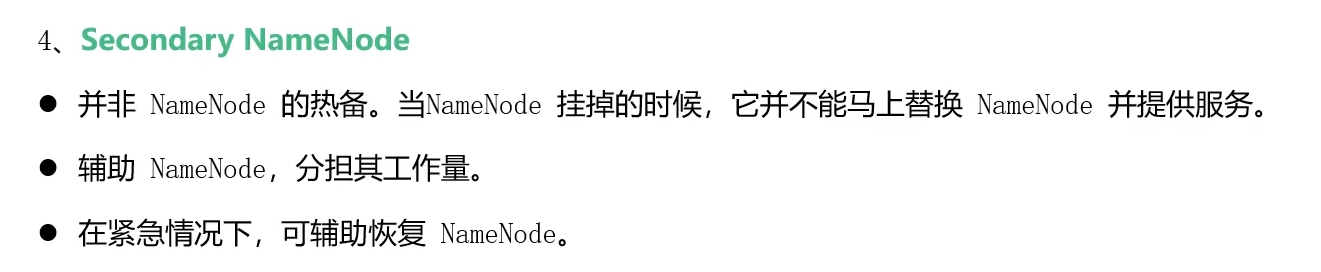 4、Secondary NameNode
● 并非 NameNode 的热备。当NameNode 挂掉的时候，它并不能马上替换 NameNode 并提供服务。
● 辅助 NameNode，分担其工作量。
● 在紧急情况下，可辅助恢复 NameNode。